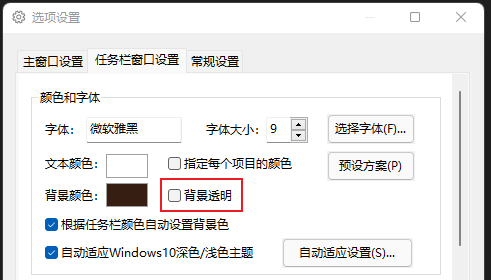 选项设置
主窗口设置 任务栏窗口设置 常规设置
颜色和字体
字体： 微软雅黑 字体大小： 9 选择字体(F)...
文本颜色： 指定每个项目的颜色 预设方案(P)
背景颜色： 背景透明
根据任务栏颜色自动设置背景色
自动适应Windows10深色/浅色主题 自动适应设置(S)...